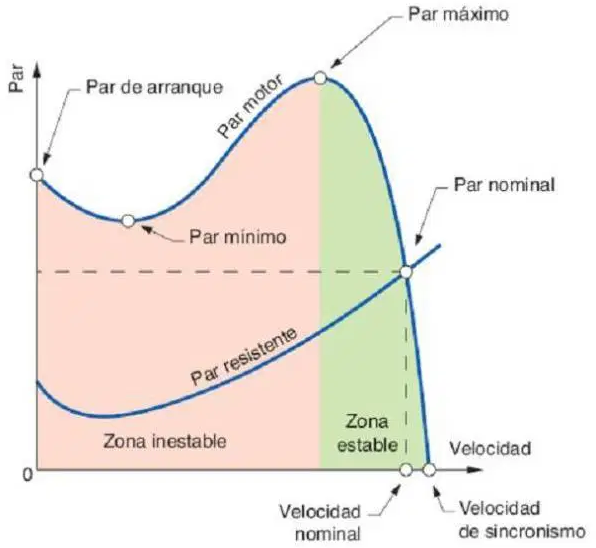 Par máximo
Par
Par de arranque
Par motor
Par nominal
Par mínimo
Par resistente
Zona inestable
Zona
estable
Velocidad
0
Velocidad
nominal
Velocidad
de sincronismo